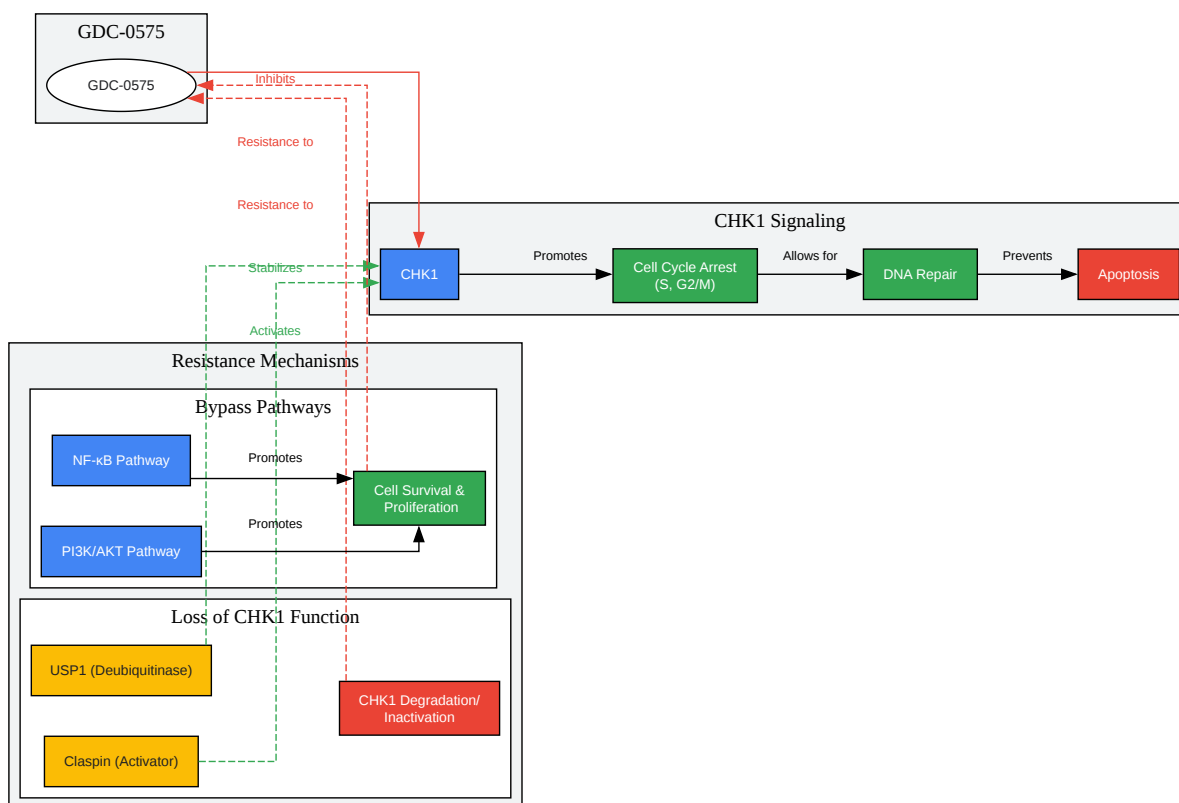 GDC-0575
GDC-0575
Inhibits
Resistance to
Resistance to
CHK1 Signaling
CHK1
Promotes
Cell Cycle Arrest
(S, G2/M)
Allows for
DNA Repair
Prevents
Apoptosis
Stabilizes
Activates
Resistance Mechanisms
Bypass Pathways
NF-κB Pathway
Promotes
Cell Survival &
Proliferation
PI3K/AKT Pathway
Promotes
Loss of CHK1 Function
USP1 (Deubiquitinase)
CHK1 Degradation/
Inactivation
Claspin (Activator)